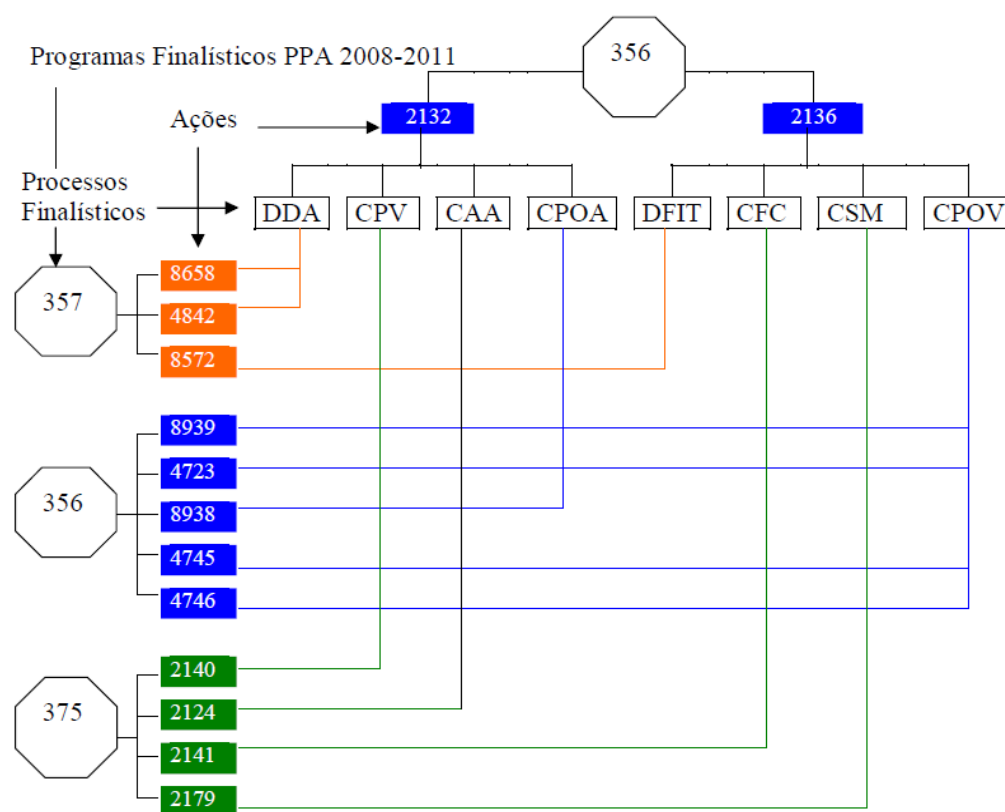 356
Programas Finalísticos PPA 2008-2011
Ações
2132
2136
Processos
Finalísticos
DDA
CPV
CAA
CPOA
DFIT
CFC
CSM
CPOV
357
8658
4842
8572
356
8939
4723
8938
4745
4746
375
2140
2124
2141
2179